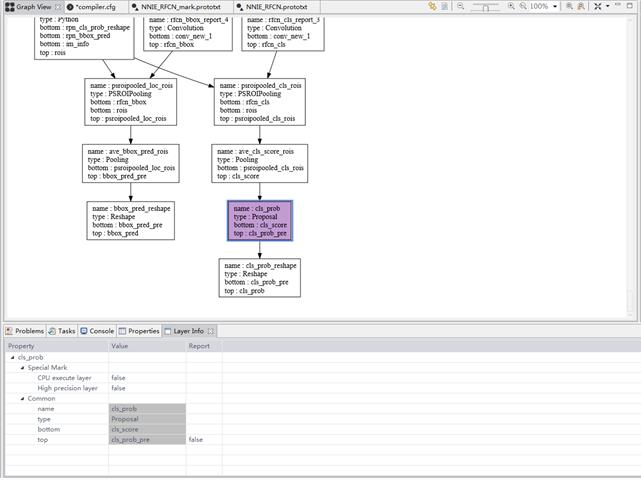 Graph View
*compiler.cfg
NNIE_RFCN_mark.prototxt
NNIE_RFCN.prototxt
100%
type : Python
bottom : rpn_cls_prob_reshape
bottom : rpn_bbox_pred
bottom : im_info
top : rois
name : rfcn_bbox_report_4
type : Convolution
bottom : conv_new_1
top : rfcn_bbox
name : rfcn_cls_report_3
type : Convolution
bottom : conv_new_1
top : rfcn_cls
name : psroipooled_loc_rois
type : PSROIPooling
bottom : rfcn_bbox
bottom : rois
top : psroipooled_loc_rois
name : psroipooled_cls_rois
type : PSROIPooling
bottom : rfcn_cls
bottom : rois
top : psroipooled_cls_rois
name : ave_bbox_pred_rois
type : Pooling
bottom : psroipooled_loc_rois
top : bbox_pred_pre
name : ave_cls_score_rois
type : Pooling
bottom : psroipooled_cls_rois
top : cls_score
name : bbox_pred_reshape
type : Reshape
bottom : bbox_pred_pre
top : bbox_pred
name : cls_prob
type : Proposal
bottom : cls_score
top : cls_prob_pre
name : cls_prob_reshape
type : Reshape
bottom : cls_prob_pre
top : cls_prob
Problems Tasks Console Properties Layer Info
Property Value Report
cls_prob
Special Mark
CPU execute layer false
High precision layer false
Common
name cls_prob
type Proposal
bottom cls_score
top cls_prob_pre false